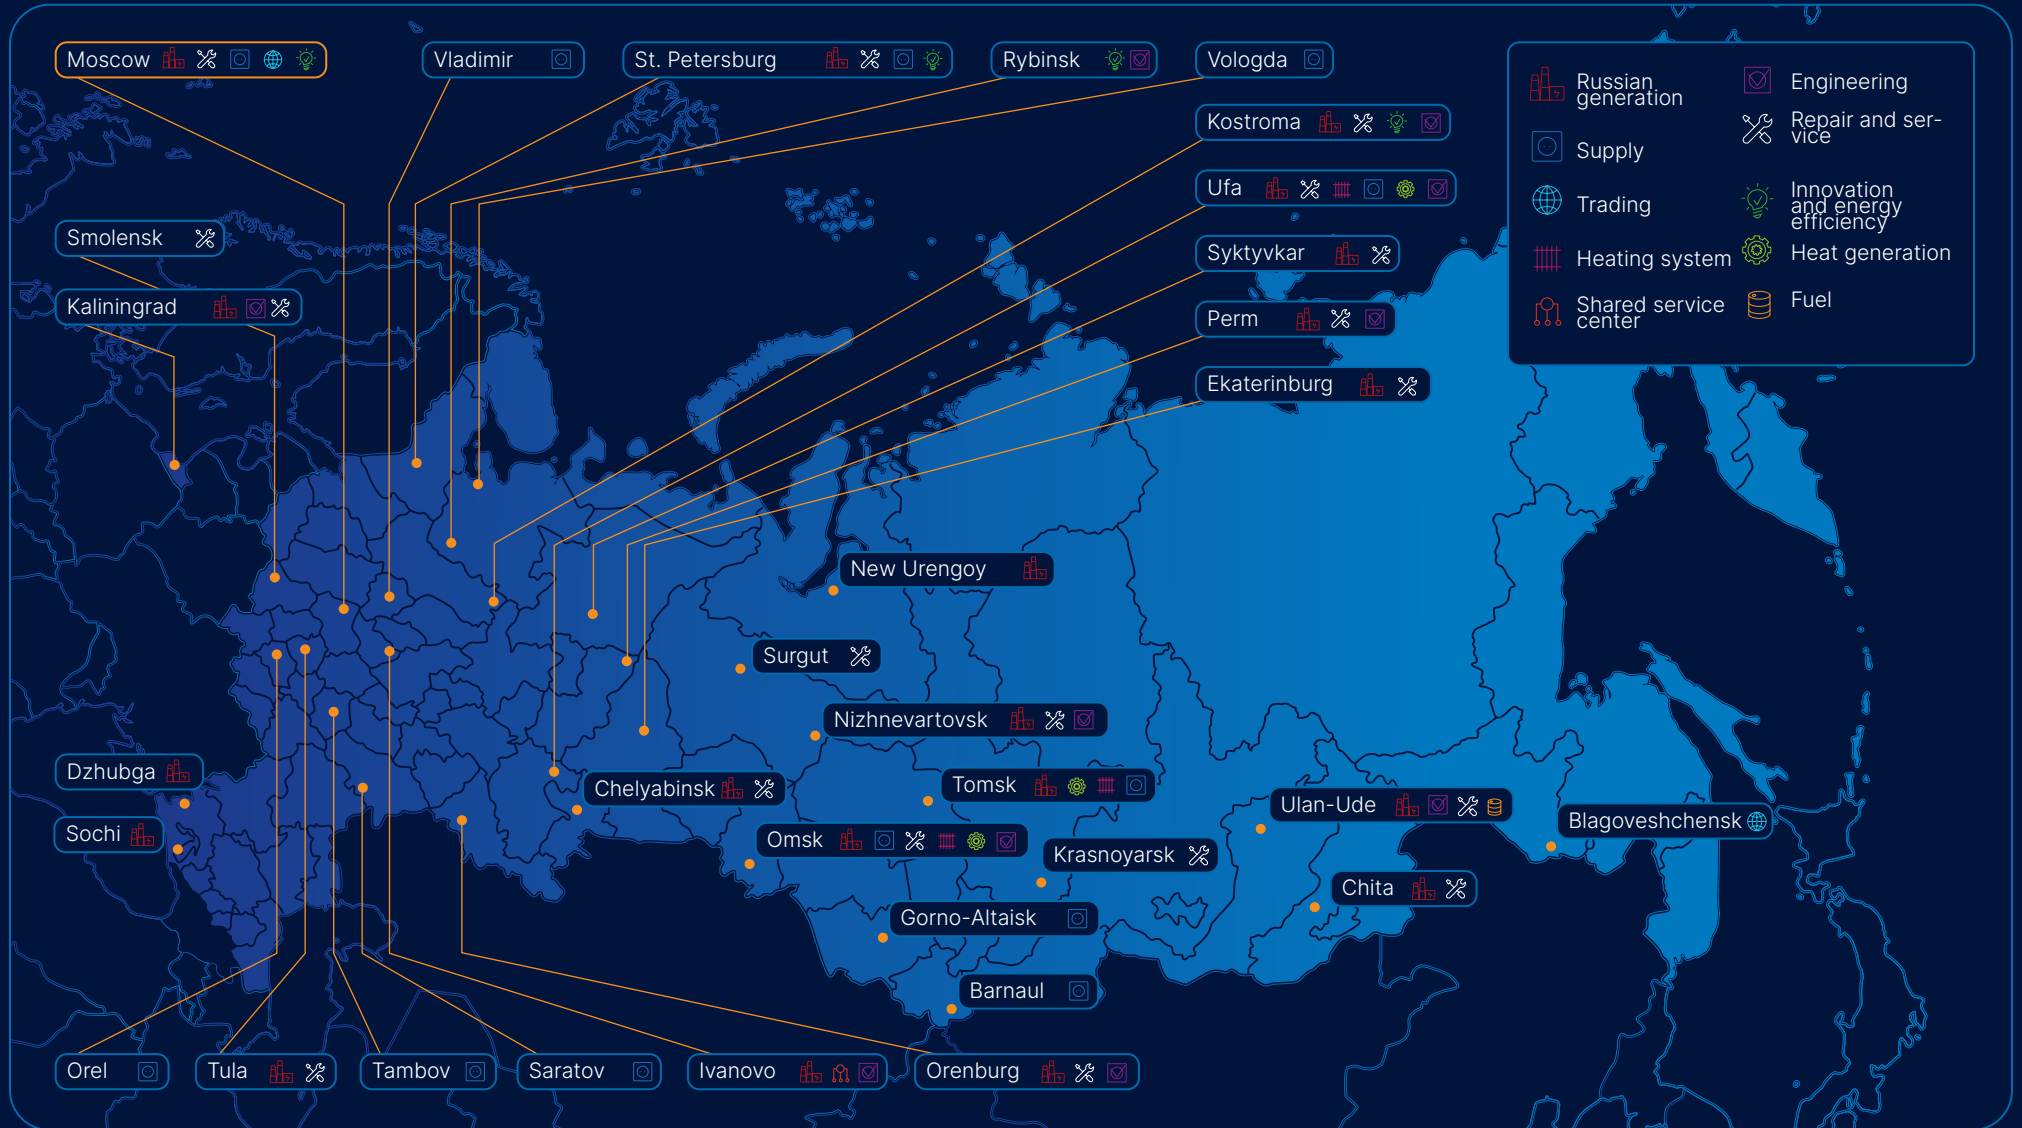 Moscow
Vladimir
St. Petersburg
Rybinsk
Vologda
Kostroma
Ufa
Syktyvkar
Perm
Ekaterinburg
Smolensk
Kaliningrad
Russian
generation
Supply
Trading
Heating system
Shared service
center
Engineering
Repair and ser-
vice
Innovation
and energy
efficiency
Heat generation
Fuel
New Urengoy
Surgut
Nizhnevartovsk
Dzhubga
Sochi
Chelyabinsk
Tomsk
Omsk
Ulan-Ude
Blagoveshchensk
Krasnoyarsk
Chita
Gorno-Altaisk
Barnaul
Orel
Tula
Tambov
Saratov
Ivanovo
Orenburg